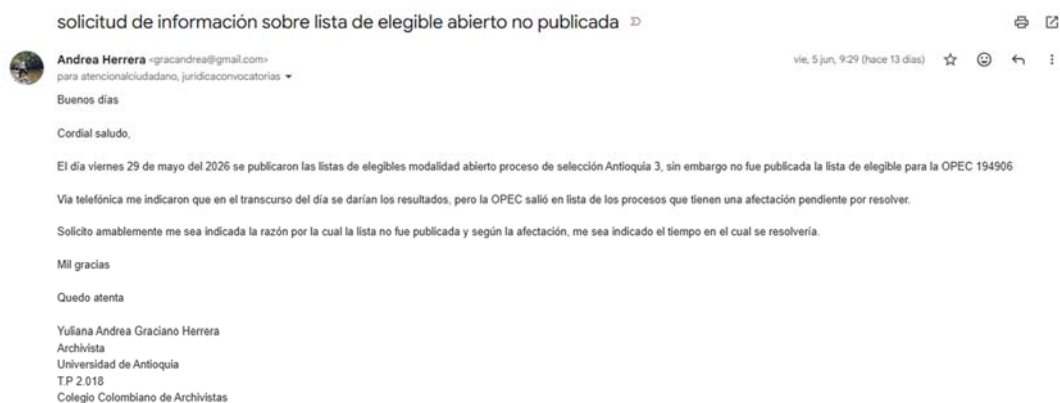 solicitud de información sobre lista de elegible abierto no publicada
Andrea Herrera <gracandrea@gmail.com>
vie, 5 jun, 9:29 (hace 13 días)
para atencionalciudadano, juridicaconvocatorias
Buenos días
Cordial saludo,
El día viernes 29 de mayo del 2026 se publicaron las listas de elegibles modalidad abierto proceso de selección Antioquia 3, sin embargo no fue publicada la lista de elegible para la OPEC 194906
Vía telefónica me indicaron que en el transcurso del día se darían los resultados, pero la OPEC salió en lista de los procesos que tienen una afectación pendiente por resolver.
Solicito amablemente me sea indicada la razón por la cual la lista no fue publicada y según la afectación, me sea indicado el tiempo en el cual se resolvería.
Mil gracias
Quedo atenta
Yuliana Andrea Graciano Herrera
Archivista
Universidad de Antioquia
T.P 2.018
Colegio Colombiano de Archivistas